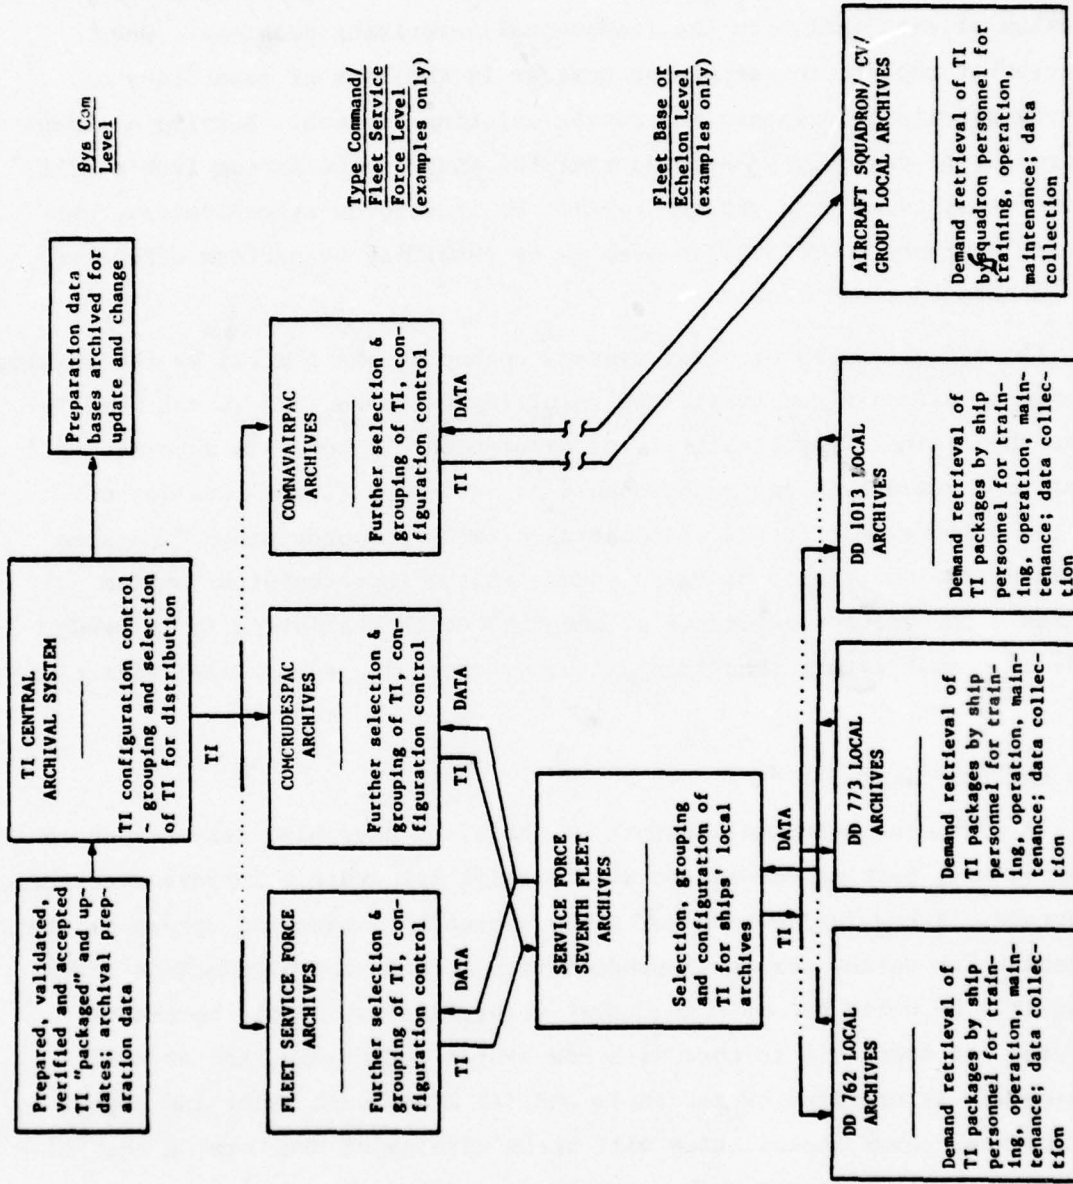 Sys Com
Level
Prepared, validated,
verified and accepted
TI "packaged" and up-
dates; archival prep-
aration data
TI CENTRAL
ARCHIVAL SYSTEM
TI configuration control
- grouping and selection
of TI for distribution
Preparation data
bases archived for
update and change
TI
Type Command/
Fleet Service
Force Level
(examples only)
FLEET SERVICE FORCE
ARCHIVES
Further selection &
grouping of TI, con-
figuration control
TI
DATA
COMCRUDESPAC
ARCHIVES
Further selection &
grouping of TI, con-
figuration control
TI
DATA
COMNAVAIRPAC
ARCHIVES
Further selection &
grouping of TI, con-
figuration control
TI
DATA
Fleet Base or
Echelon Level
(examples only)
SERVICE FORCE
SEVENTH FLEET
ARCHIVES
Selection, grouping
and configuration of
TI for ships' local
archives
TI
DATA
DD 762 LOCAL
ARCHIVES
Demand retrieval of
TI packages by ship
personnel for train-
ing, operation, main-
tenance; data collec-
tion
DD 773 LOCAL
ARCHIVES
Demand retrieval of
TI packages by ship
personnel for train-
ing, operation, main-
tenance; data collec-
tion
DD 1013 LOCAL
ARCHIVES
Demand retrieval of
TI packages by ship
personnel for train-
ing, operation, main-
tenance; data collec-
tion
AIRCRAFT SQUADRON/CV/
GROUP LOCAL ARCHIVES
Demand retrieval of TI
by squadron personnel for
training, operation,
maintenance; data
collection